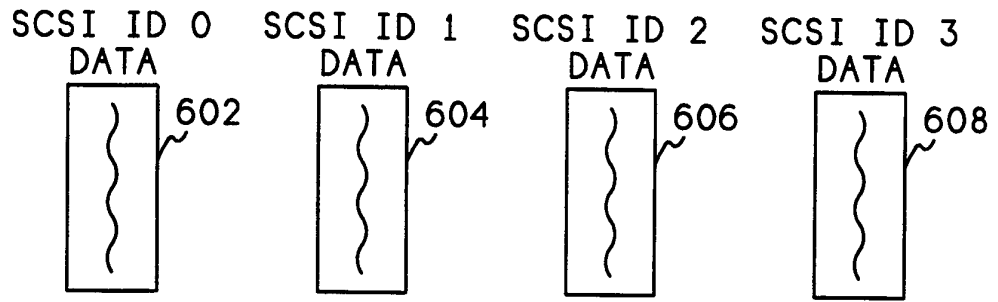 SCSI ID 0 SCSI ID 1 SCSI ID 2 SCSI ID 3
DATA DATA DATA DATA
602 604 606 608